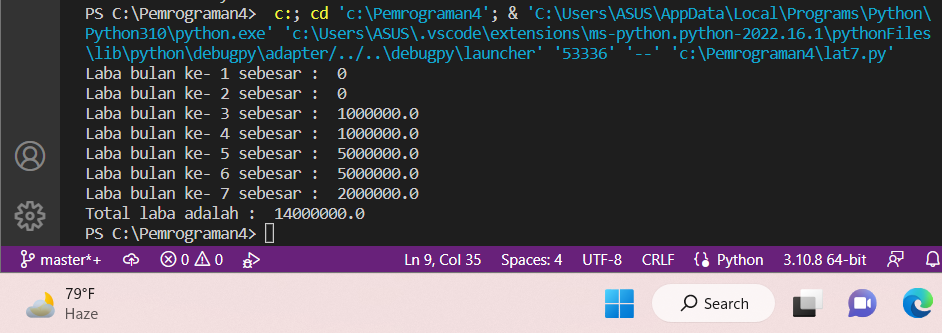 PS C:\Pemrograman4>  c:; cd 'c:\Pemrograman4'; & 'C:\Users\ASUS\AppData\Local\Programs\Python\
Python310\python.exe' 'c:\Users\ASUS\.vscode\extensions\ms-python.python-2022.16.1\pythonFiles
\lib\python\debugpy\adapter/../..\debugpy\launcher' '53336' '--' 'c:\Pemrograman4\lat7.py'
Laba bulan ke- 1 sebesar :  0
Laba bulan ke- 2 sebesar :  0
Laba bulan ke- 3 sebesar :  1000000.0
Laba bulan ke- 4 sebesar :  1000000.0
Laba bulan ke- 5 sebesar :  5000000.0
Laba bulan ke- 6 sebesar :  5000000.0
Laba bulan ke- 7 sebesar :  2000000.0
Total laba adalah :  14000000.0
PS C:\Pemrograman4>
master*+ 0 0 Ln 9, Col 35 Spaces: 4 UTF-8 CRLF Python 3.10.8 64-bit
79°F
Haze
Search